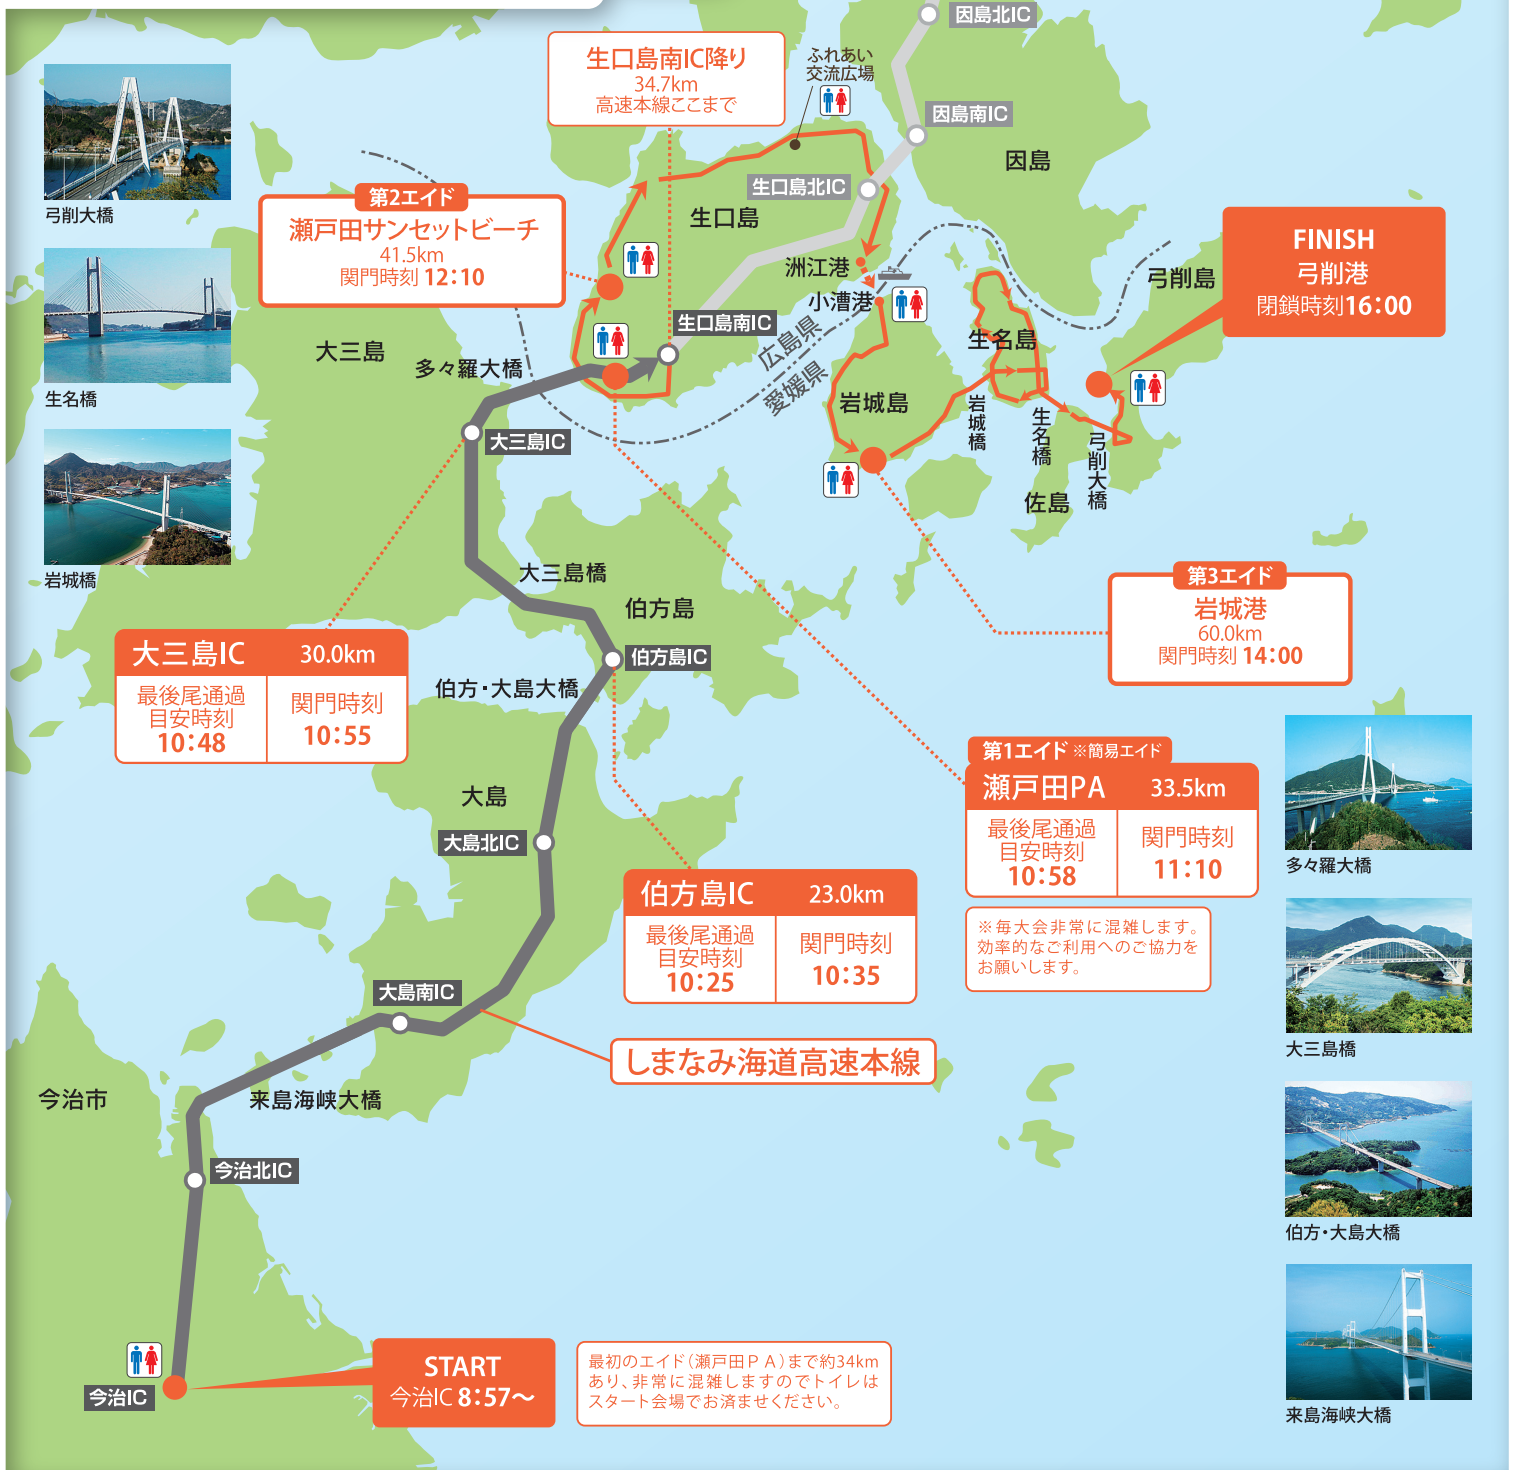 因島北IC
生口島南IC降り
34.7km
高速本線ここまで
ふれあい
交流広場
因島南IC
因島
弓削大橋
第2エイド
瀬戸田サンセットビーチ
41.5km
関門時刻 12:10
生口島北IC
生口島
洲江港
小漕港
FINISH
弓削港
閉鎖時刻16:00
弓削島
生名橋
大三島
多々羅大橋
生口島南IC
広島県
愛媛県
生名島
岩城島
岩城橋
生名橋
弓削大橋
佐島
大三島IC
岩城橋
大三島橋
伯方島
第3エイド
岩城港
60.0km
関門時刻 14:00
大三島IC 30.0km
最後尾通過
目安時刻
10:48
関門時刻
10:55
伯方島IC
伯方・大島大橋
第1エイド ※簡易エイド
瀬戸田PA 33.5km
最後尾通過
目安時刻
10:58
関門時刻
11:10
※毎大会非常に混雑します。
効率的なご利用へのご協力を
お願いします。
多々羅大橋
大島
大島北IC
伯方島IC 23.0km
最後尾通過
目安時刻
10:25
関門時刻
10:35
大島南IC
しまなみ海道高速本線
大三島橋
今治市
来島海峡大橋
今治北IC
伯方・大島大橋
今治IC
START
今治IC 8:57～
最初のエイド（瀬戸田ＰＡ）まで約34km
あり、非常に混雑しますのでトイレは
スタート会場でお済ませください。
来島海峡大橋